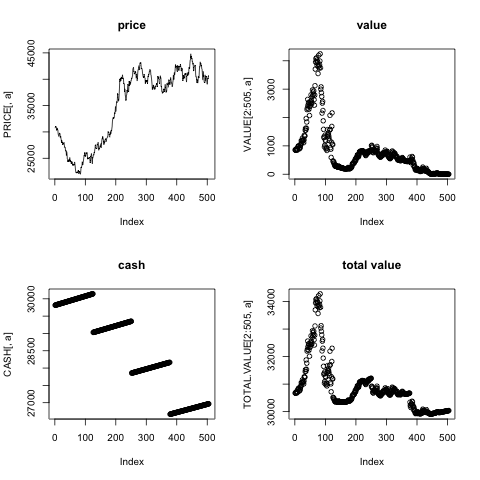 price
PRICE[, a]
45000
35000
25000
0 100 200 300 400 500
Index
value
VALUE[2:505, a]
3000
1000
0
0 100 200 300 400 500
Index
cash
CASH[, a]
30000
28500
27000
0 100 200 300 400 500
Index
total value
TOTAL.VALUE[2:505, a]
34000
32000
30000
0 100 200 300 400 500
Index